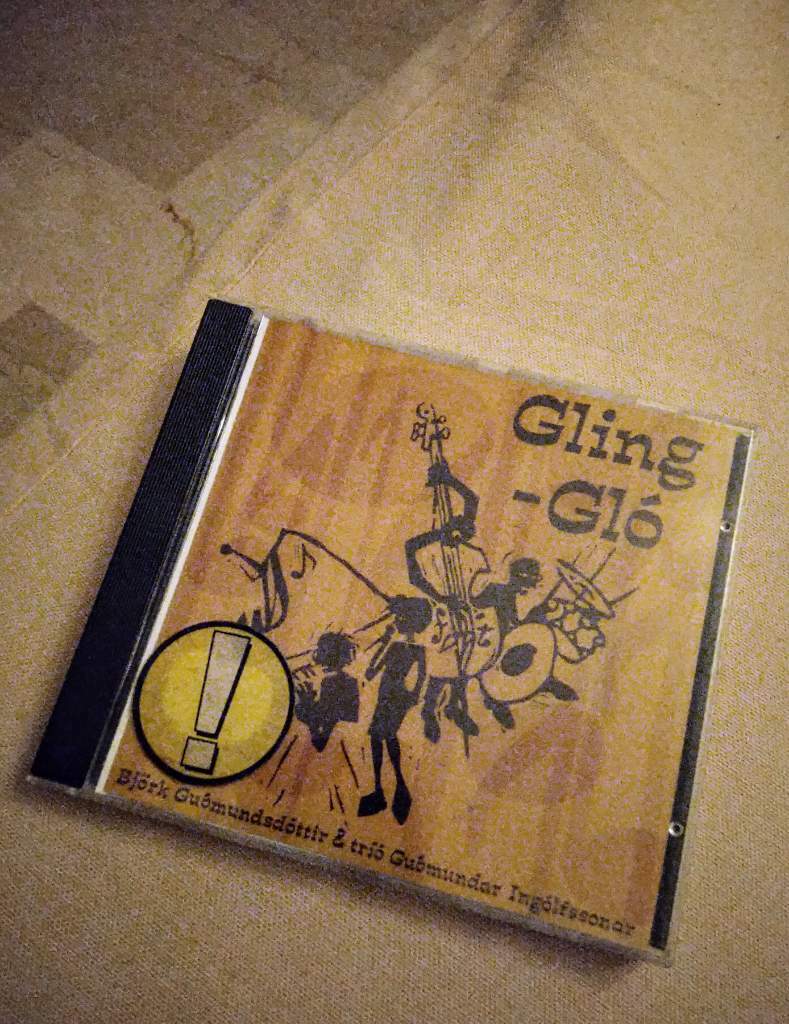 Gling
-Gló
!
Björk Guðmundsdóttir & tríó Guðmundar Ingólfssonar